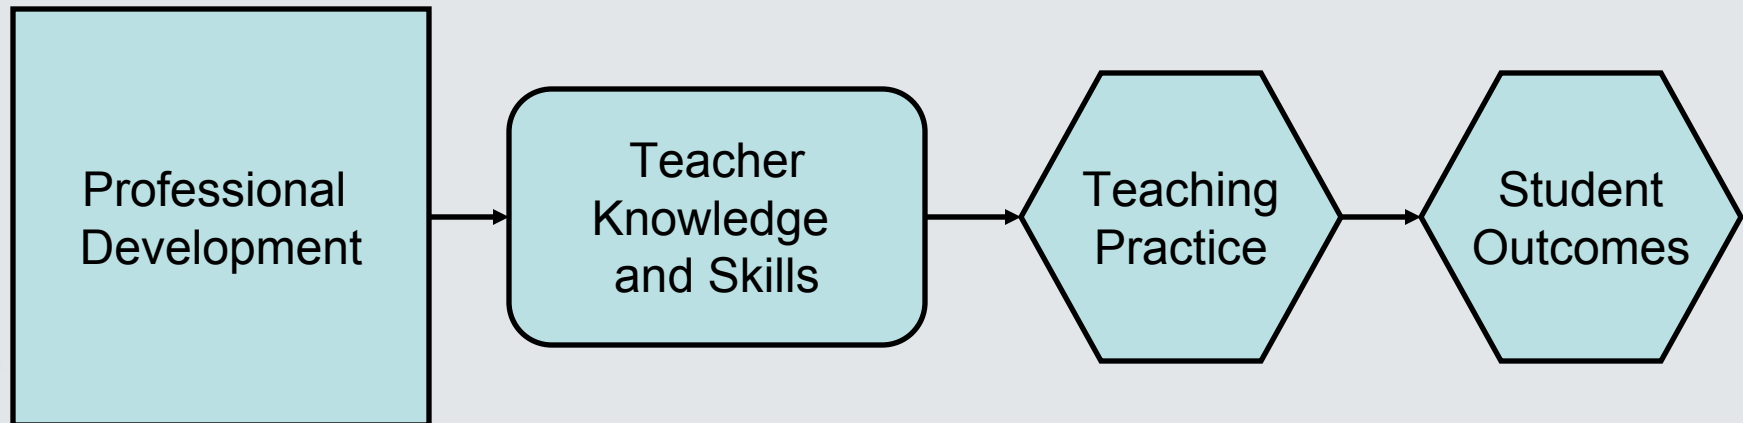 Professional
Development
Teacher
Knowledge
and Skills
Teaching
Practice
Student
Outcomes